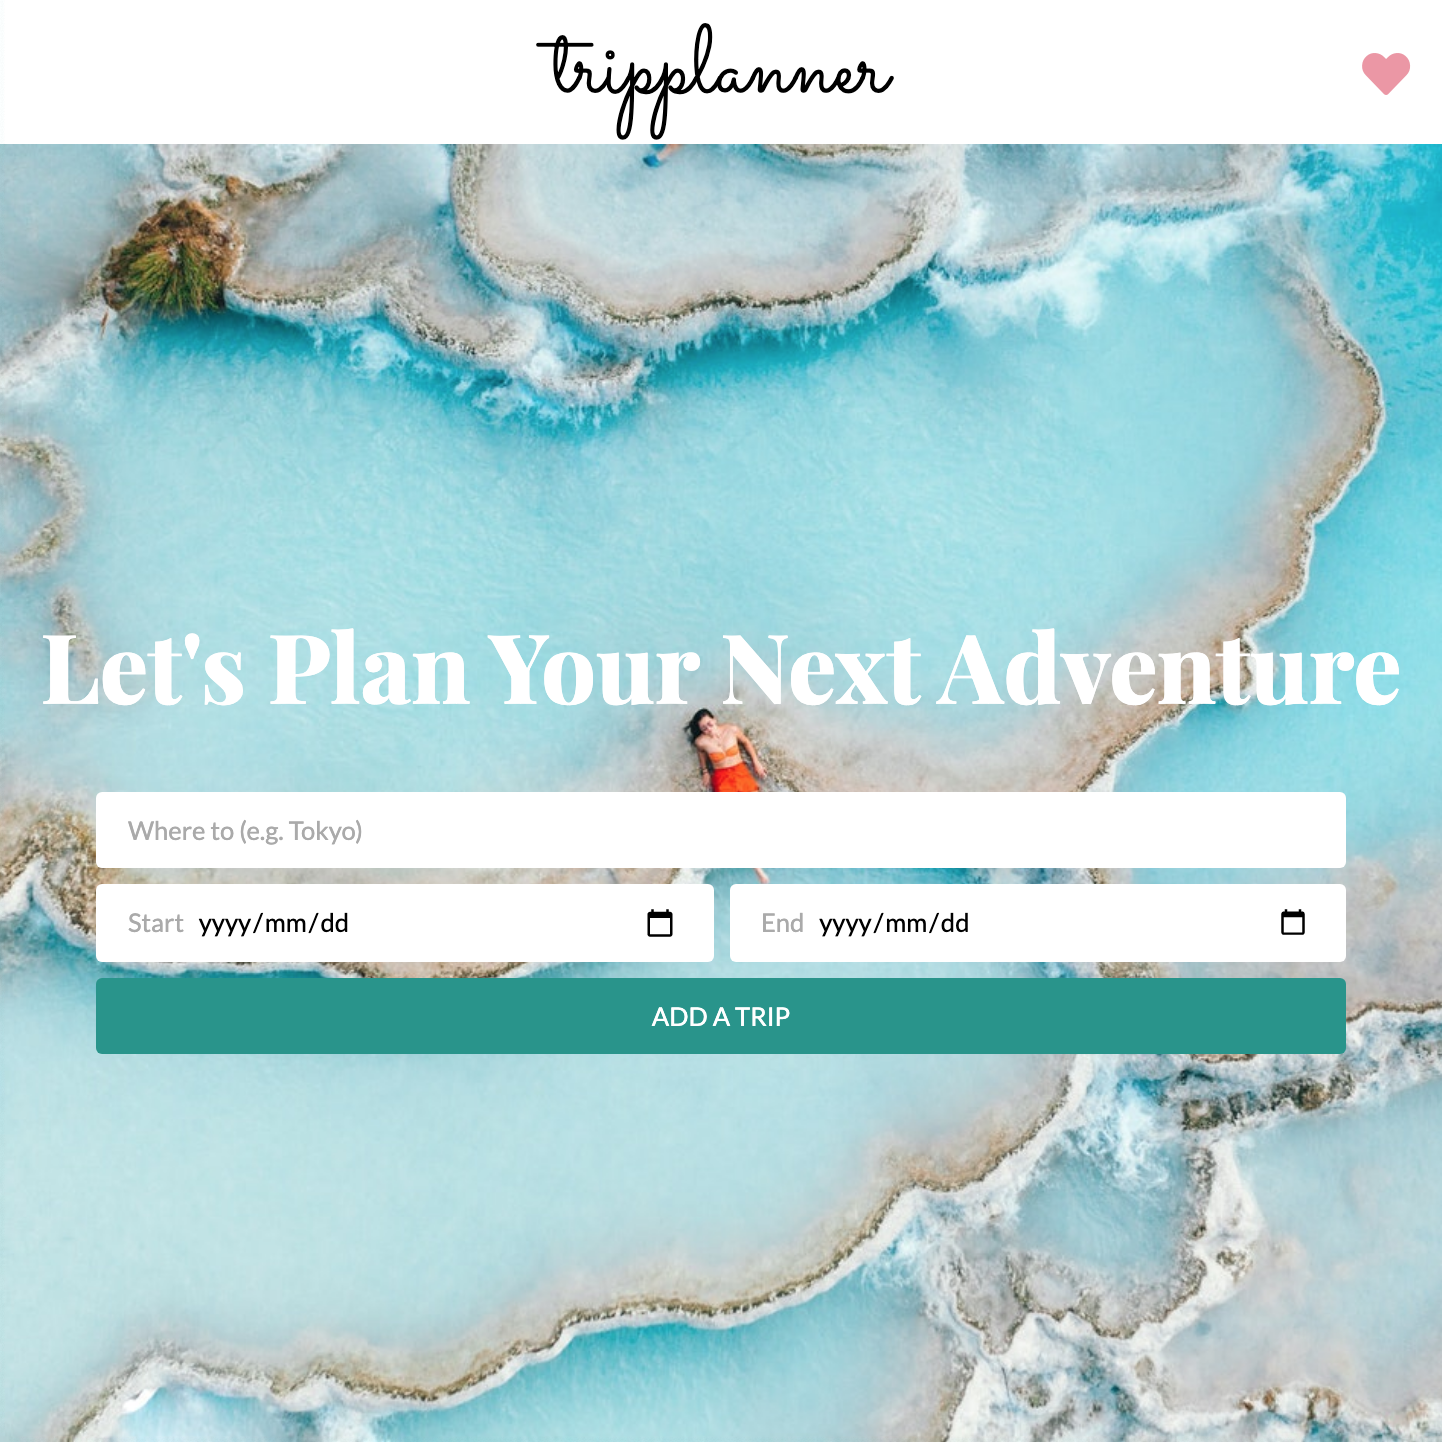 tripplanner
Let's Plan Your Next Adventure
Where to (e.g. Tokyo)
Start yyyy/mm/dd
End yyyy/mm/dd
ADD A TRIP